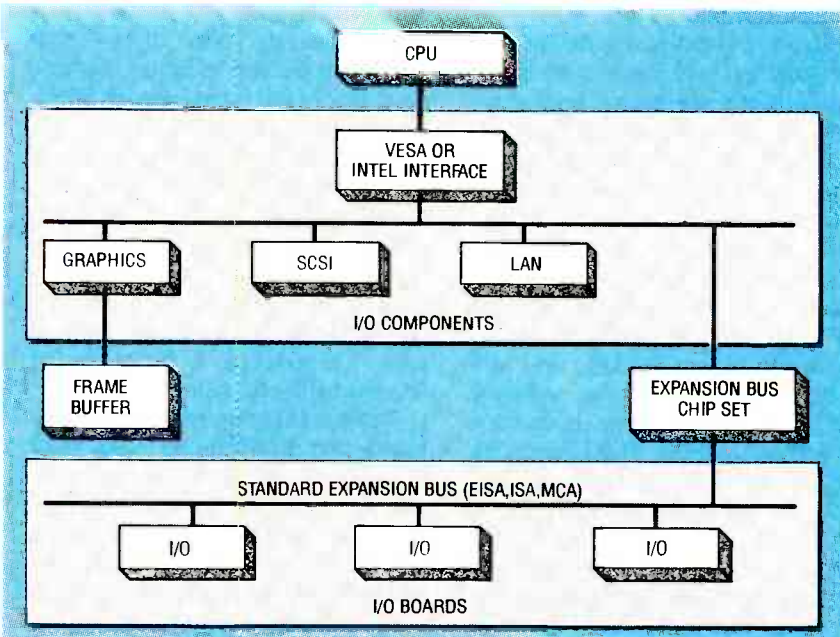 CPU
VESA OR
INTEL INTERFACE
GRAPHICS
SCSI
LAN
I/O COMPONENTS
FRAME
BUFFER
EXPANSION BUS
CHIP SET
STANDARD EXPANSION BUS (EISA,ISA,MCA)
I/O
I/O
I/O
I/O BOARDS